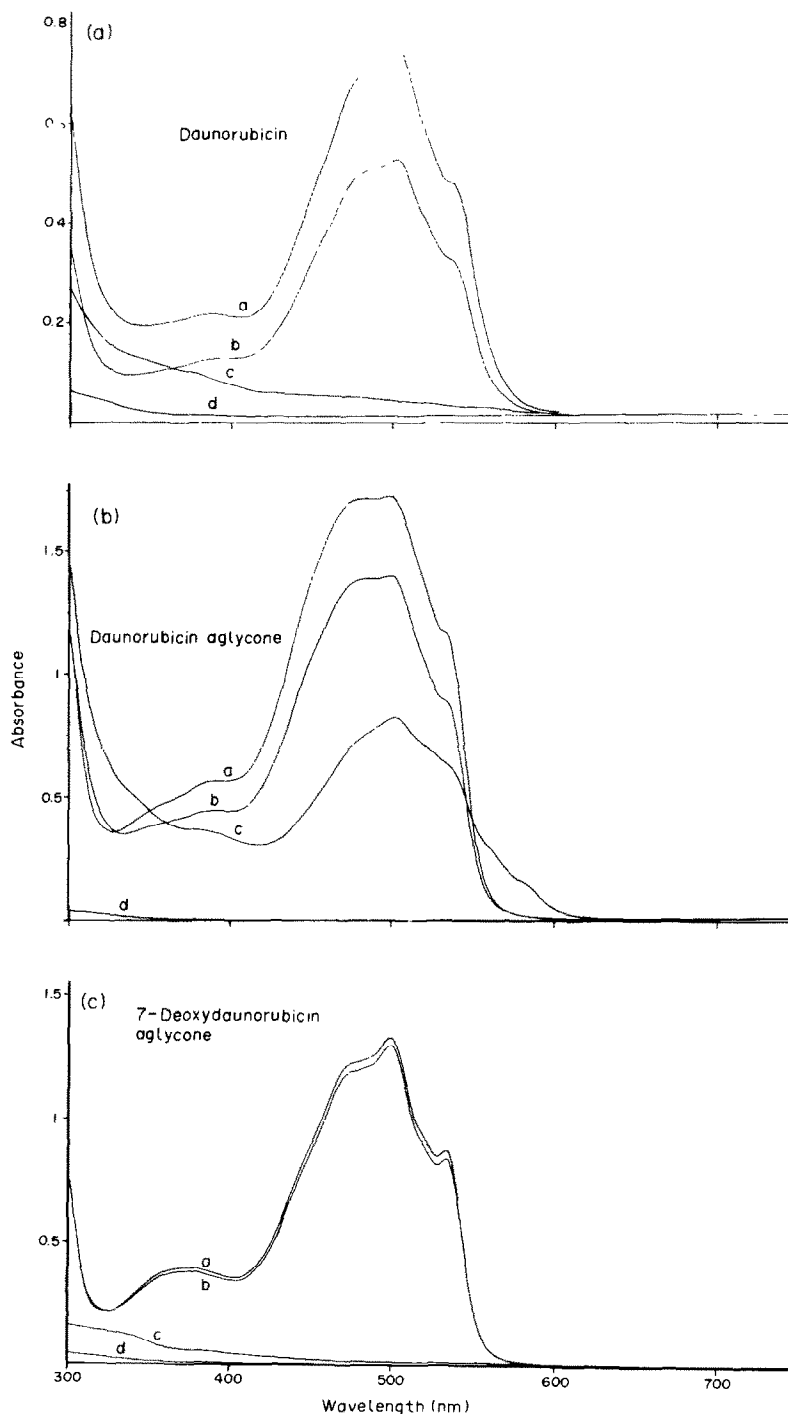 (a)
0.8
Daunorubicin
0.4
0.2
a
b
c
d
(b)
1.5
Daunorubicin aglycone
1
0.5
a
b
c
d
Absorbance
(c)
7-Deoxydaunorubicin
aglycone
1.5
1
0.5
a
b
c
d
300
400
500
600
700
Wavelength (nm)